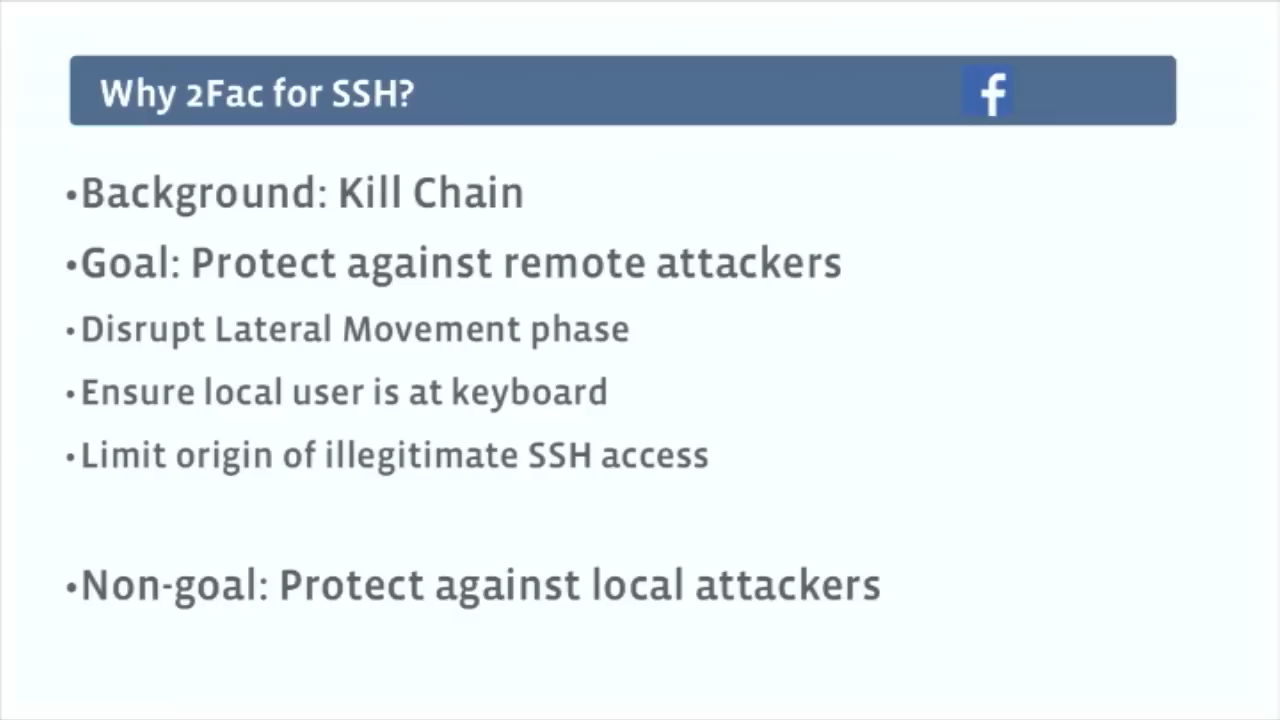 Why 2Fac for SSH?
•Background: Kill Chain
•Goal: Protect against remote attackers
•Disrupt Lateral Movement phase
•Ensure local user is at keyboard
•Limit origin of illegitimate SSH access
•Non-goal: Protect against local attackers